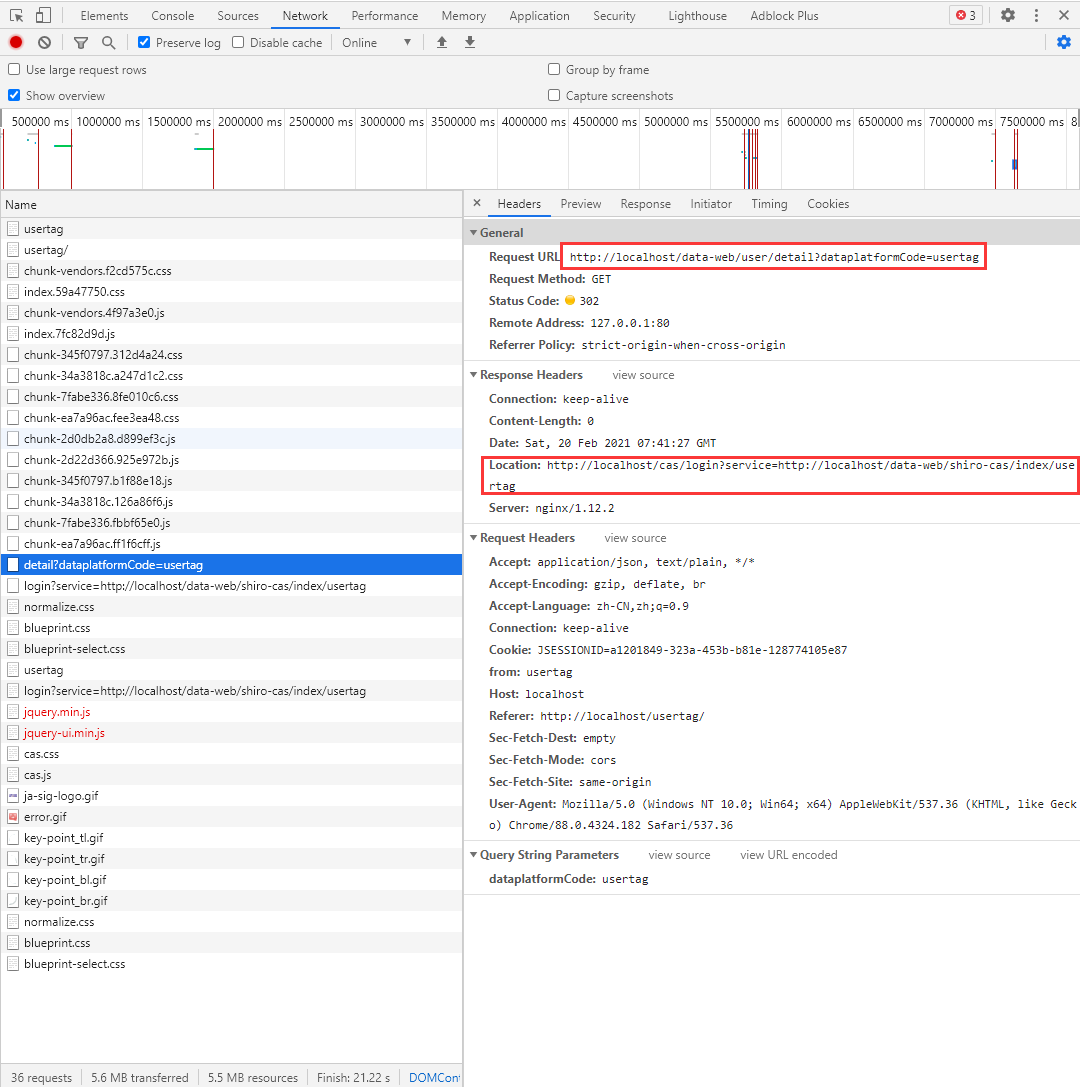 Elements Console Sources Network Performance Memory Application Security Lighthouse Adblock Plus 3
Preserve log Disable cache Online
Use large request rows Group by frame
Show overview Capture screenshots
500000 ms 1000000 ms 1500000 ms 2000000 ms 2500000 ms 3000000 ms 3500000 ms 4000000 ms 4500000 ms 5000000 ms 5500000 ms 6000000 ms 6500000 ms 7000000 ms 7500000 ms 8
Name
usertag
usertag/
chunk-vendors.f2cd575c.css
index.59a47750.css
chunk-vendors.4f97a3e0.js
index.7fc82d9d.js
chunk-345f0797.312d4a24.css
chunk-34a3818c.a247d1c2.css
chunk-7fabe336.8fe010c6.css
chunk-ea7a96ac.fee3ea48.css
chunk-2d0db2a8.d899ef3c.js
chunk-2d22d366.925e972b.js
chunk-345f0797.b1f88e18.js
chunk-34a3818c.126a86f6.js
chunk-7fabe336.fbbf65e0.js
chunk-ea7a96ac.ff1f6cff.js
detail?dataplatformCode=usertag
login?service=http://localhost/data-web/shiro-cas/index/usertag
normalize.css
blueprint.css
blueprint-select.css
usertag
login?service=http://localhost/data-web/shiro-cas/index/usertag
jquery.min.js
jquery-ui.min.js
cas.css
cas.js
ja-sig-logo.gif
error.gif
key-point_tl.gif
key-point_tr.gif
key-point_bl.gif
key-point_br.gif
normalize.css
blueprint.css
blueprint-select.css
36 requests 5.6 MB transferred 5.5 MB resources Finish: 21.22 s DOMCon
Headers Preview Response Initiator Timing Cookies
General
Request URL http://localhost/data-web/user/detail?dataplatformCode=usertag
Request Method: GET
Status Code: 302
Remote Address: 127.0.0.1:80
Referrer Policy: strict-origin-when-cross-origin
Response Headers view source
Connection: keep-alive
Content-Length: 0
Date: Sat, 20 Feb 2021 07:41:27 GMT
Location: http://localhost/cas/login?service=http://localhost/data-web/shiro-cas/index/use
rtag
Server: nginx/1.12.2
Request Headers view source
Accept: application/json, text/plain, */*
Accept-Encoding: gzip, deflate, br
Accept-Language: zh-CN,zh;q=0.9
Connection: keep-alive
Cookie: JSESSIONID=a1201849-323a-453b-b81e-128774105e87
from: usertag
Host: localhost
Referer: http://localhost/usertag/
Sec-Fetch-Dest: empty
Sec-Fetch-Mode: cors
Sec-Fetch-Site: same-origin
User-Agent: Mozilla/5.0 (Windows NT 10.0; Win64; x64) AppleWebKit/537.36 (KHTML, like Geck
o) Chrome/88.0.4324.182 Safari/537.36
Query String Parameters view source view URL encoded
dataplatformCode: usertag